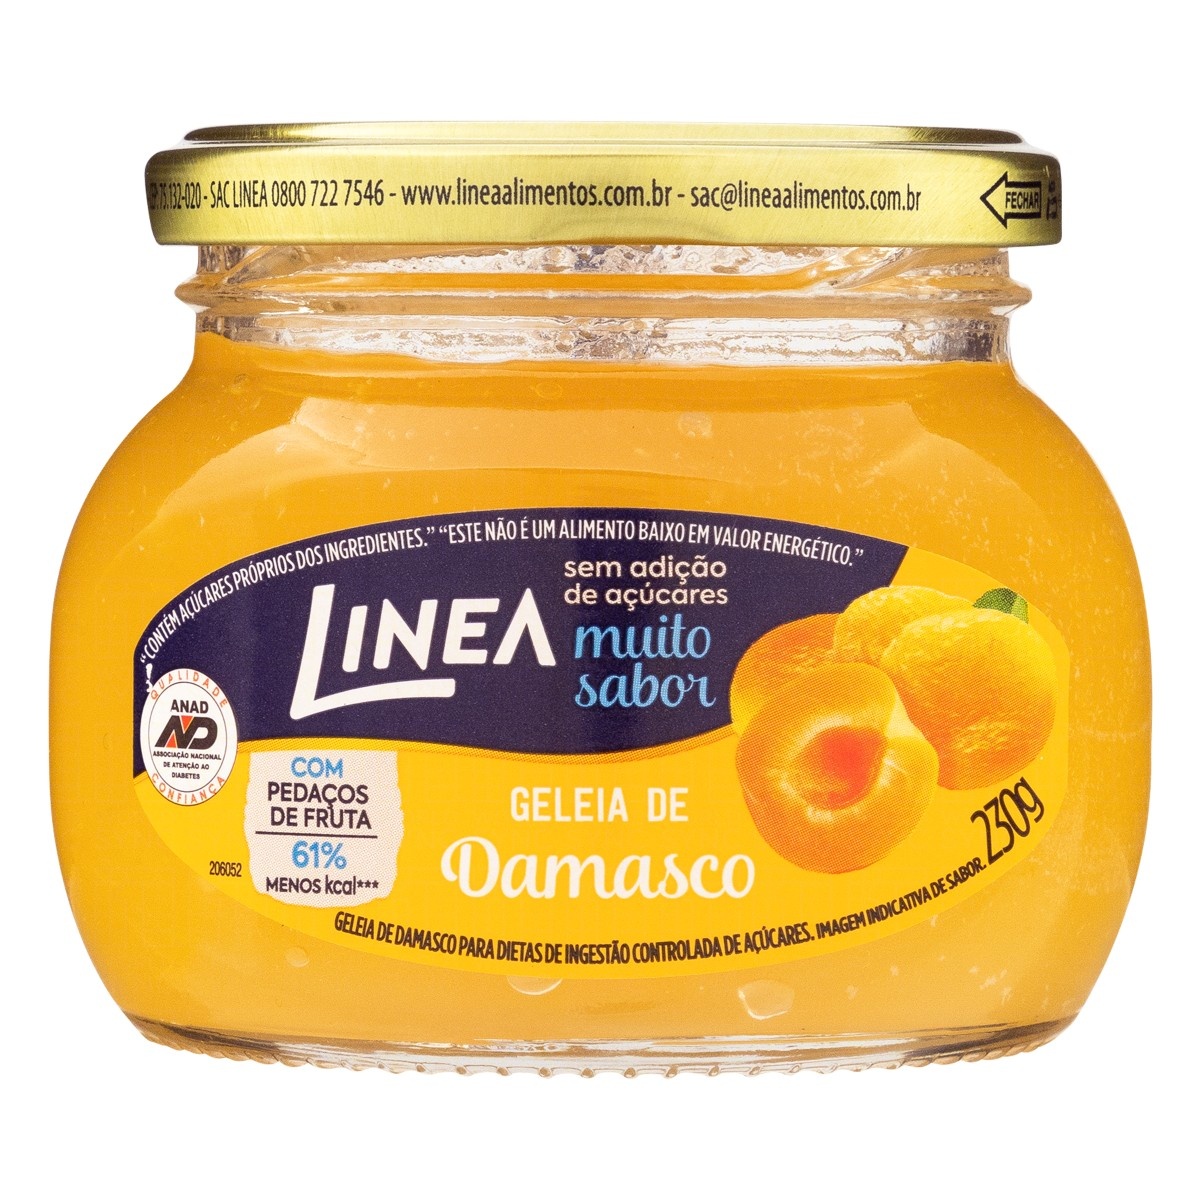 75.132-020 - SAC LINEA 0800 722 7546 - www.lineaalimentos.com.br - sac@lineaalimentos.com.br
FECHAR
"CONTÉM AÇÚCARES PRÓPRIOS DOS INGREDIENTES." "ESTE NÃO É UM ALIMENTO BAIXO EM VALOR ENERGÉTICO."
LINEA
sem adição
de açúcares
muito
sabor
QUALIDADE
ANAD
ASSOCIAÇÃO NACIONAL
DE ATENÇÃO AO
DIABETES
CONFIANÇA
COM
PEDAÇOS
DE FRUTA
61%
MENOS kcal***
206052
GELEIA DE
Damasco
230g
GELEIA DE DAMASCO PARA DIETAS DE INGESTÃO CONTROLADA DE AÇÚCARES. IMAGEM INDICATIVA DE SABOR.